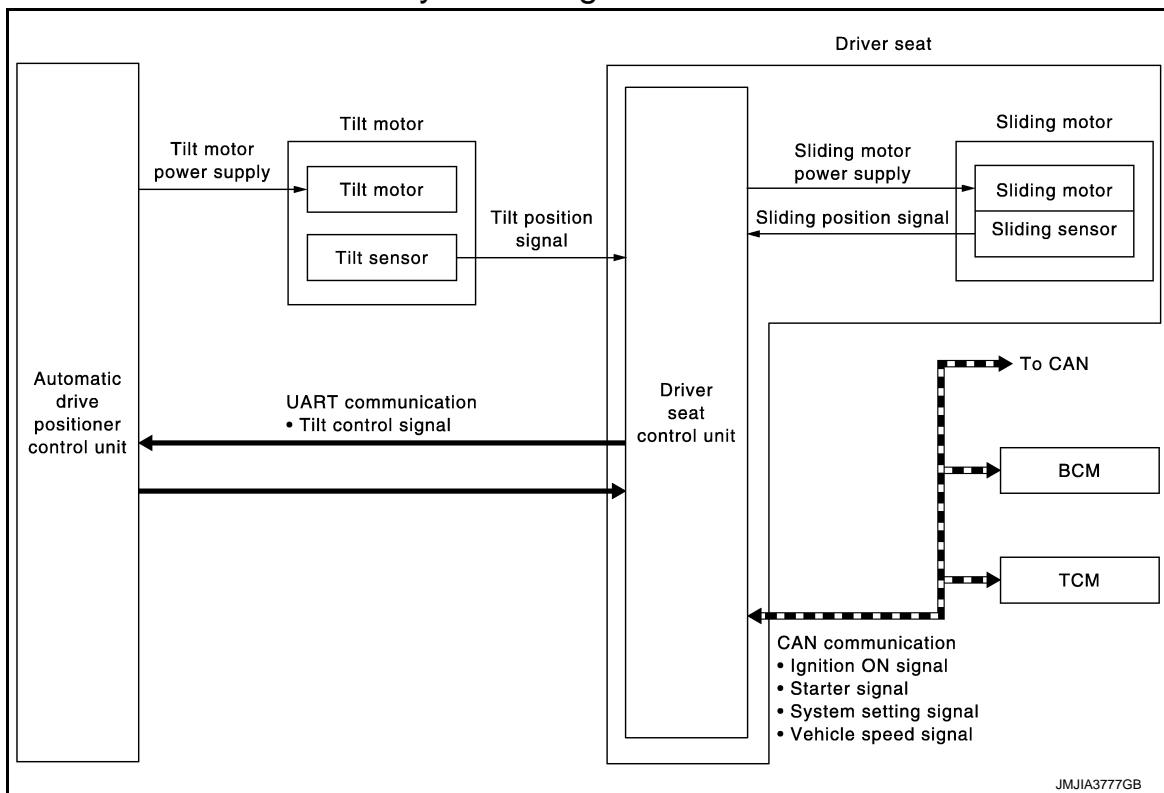 Driver seat
Tilt motor
Sliding motor
Tilt motor
power supply
Sliding motor
power supply
Tilt motor
Sliding motor
Tilt position
signal
Sliding position signal
Sliding sensor
Tilt sensor
Automatic
drive
positioner
control unit
UART communication
• Tilt control signal
Driver
seat
control unit
To CAN
BCM
TCM
CAN communication
• Ignition ON signal
• Starter signal
• System setting signal
• Vehicle speed signal
JMJIA3777GB